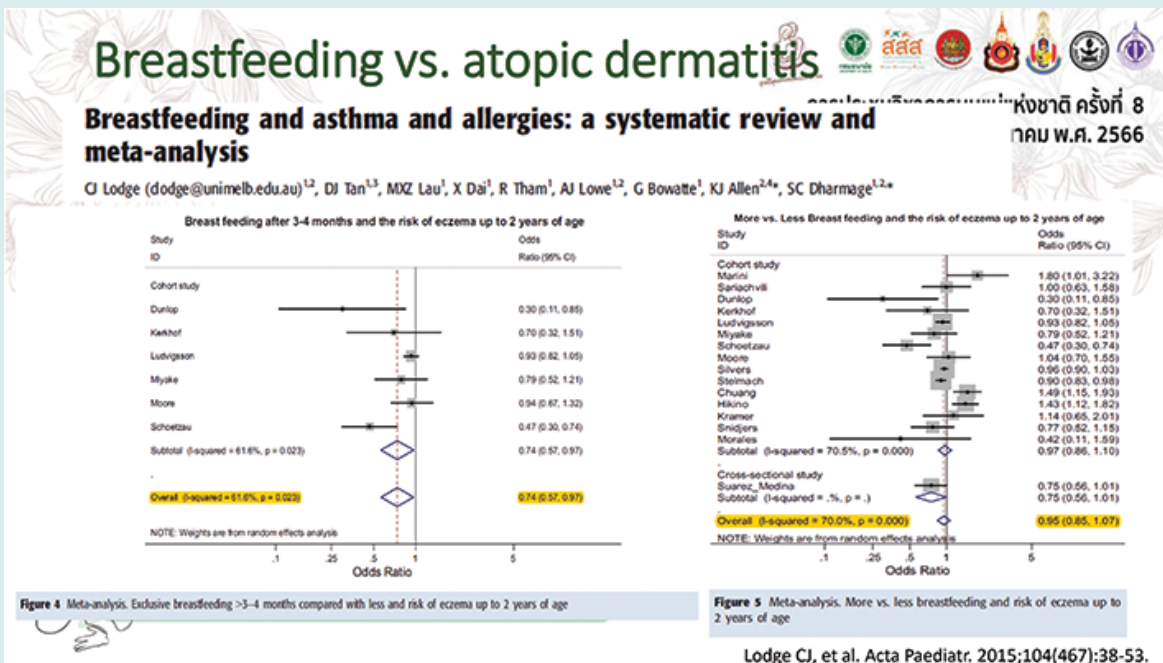 Breastfeeding vs. atopic dermatitis
สสส
ห่งชาติ ครั้งที่ 8
าคม พ.ศ. 2566
Breastfeeding and asthma and allergies: a systematic review and
meta-analysis
CJ Lodge (clodge@unimelb.edu.au)1,2, DJ Tan1,3, MXZ Lau1, X Dai1, R Tham1, AJ Lowe1,2, G Bowatte1, KJ Allen2,4*, SC Dharmage1,2,*
Breast feeding after 3-4 months and the risk of eczema up to 2 years of age
Study
ID
Odds
Ratio (95% CI)
Cohort study
Dunlop 0.30 (0.11, 0.85)
Kerkhof 0.70 (0.32, 1.51)
Ludvigsson 0.93 (0.82, 1.05)
Miyake 0.79 (0.52, 1.21)
Moore 0.94 (0.67, 1.32)
Schoetzau 0.47 (0.30, 0.74)
Subtotal (I-squared = 61.6%, p = 0.023) 0.74 (0.57, 0.97)
.
Overall (I-squared = 61.6%, p = 0.023) 0.74 (0.57, 0.97)
NOTE: Weights are from random effects analysis
.1 .25 .5 1 5
Odds Ratio
Figure 4 Meta-analysis. Exclusive breastfeeding >3–4 months compared with less and risk of eczema up to 2 years of age
More vs. Less Breast feeding and the risk of eczema up to 2 years of age
Study
ID
Odds
Ratio (95% CI)
Cohort study
Marini 1.80 (1.01, 3.22)
Sariachvili 1.00 (0.63, 1.58)
Dunlop 0.30 (0.11, 0.85)
Kerkhof 0.70 (0.32, 1.51)
Ludvigsson 0.93 (0.82, 1.05)
Miyake 0.79 (0.52, 1.21)
Schoetzau 0.47 (0.30, 0.74)
Moore 1.04 (0.70, 1.55)
Silvers 0.96 (0.90, 1.03)
Stelmach 0.90 (0.83, 0.98)
Chuang 1.49 (1.15, 1.93)
Hikino 1.43 (1.12, 1.82)
Kramer 1.14 (0.65, 2.01)
Snidjers 0.77 (0.52, 1.15)
Morales 0.42 (0.11, 1.59)
Subtotal (I-squared = 70.5%, p = 0.000) 0.97 (0.86, 1.10)
.
Cross-sectional study
Suarez_Medina 0.75 (0.56, 1.01)
Subtotal (I-squared = .%, p = .) 0.75 (0.56, 1.01)
.
Overall (I-squared = 70.0%, p = 0.000) 0.95 (0.85, 1.07)
NOTE: Weights are from random effects analysis
.1 .25 .5 1 5
Odds Ratio
Figure 5 Meta-analysis. More vs. less breastfeeding and risk of eczema up to
2 years of age
Lodge CJ, et al. Acta Paediatr. 2015;104(467):38-53.